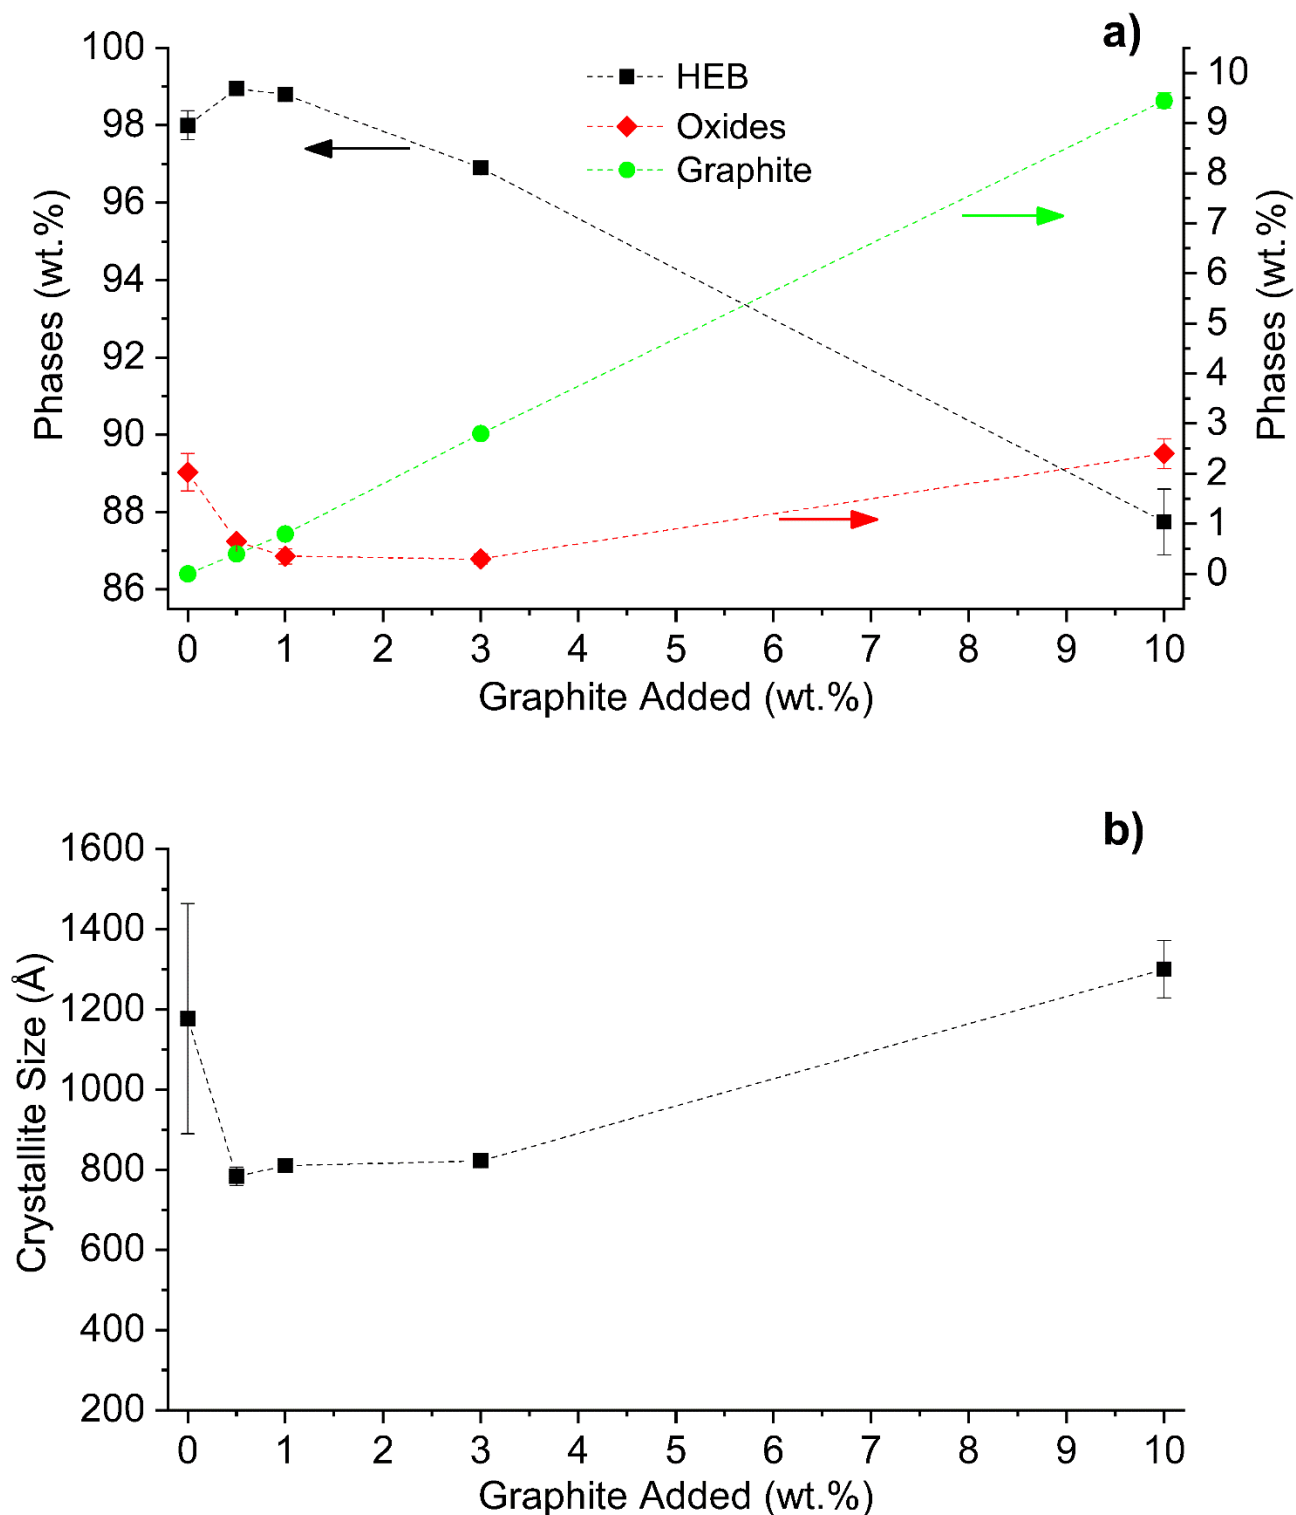 a)
HEB
Oxides
Graphite
Phases (wt.%)
100
98
96
94
92
90
88
86
10
9
8
7
6
5
4
3
2
1
0
Phases (wt.%)
0 1 2 3 4 5 6 7 8 9 10
Graphite Added (wt.%)
b)
Crystallite Size (Å)
1600
1400
1200
1000
800
600
400
200
0 1 2 3 4 5 6 7 8 9 10
Graphite Added (wt.%)